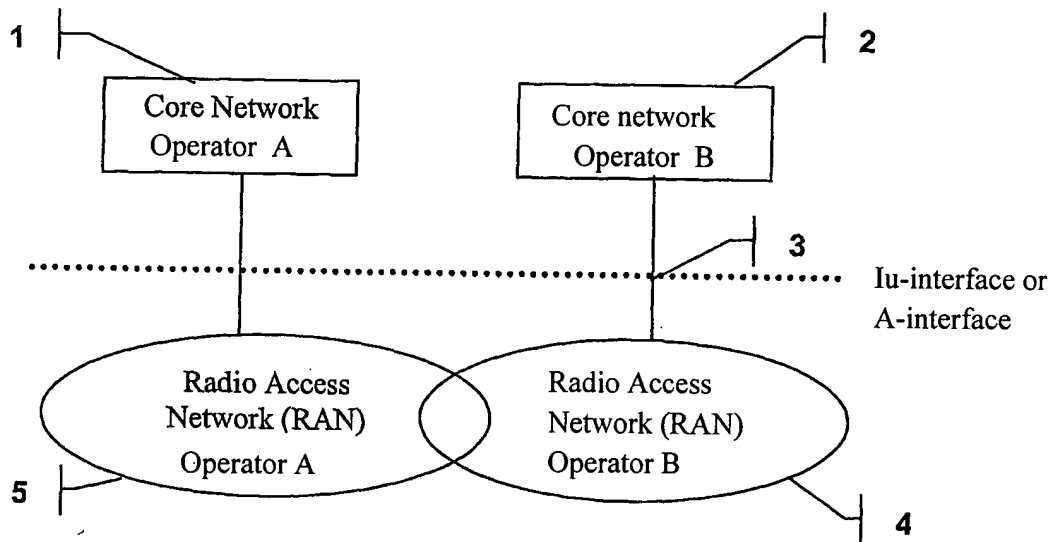 1
2
Core Network
Operator A
Core network
Operator B
3
Iu-interface or
A-interface
Radio Access
Network (RAN)
Operator A
Radio Access
Network (RAN)
Operator B
5
4